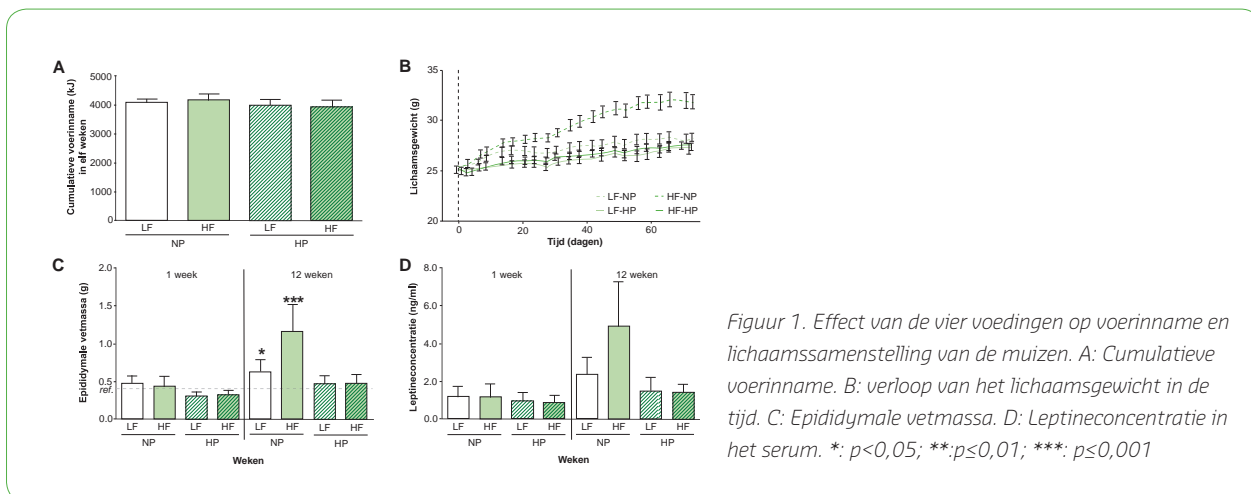 A
Cumulatieve
voerinname (kJ)
in elf weken
5000
4000
3000
2000
1000
0
LF
HF
LF
HF
NP
HP
B
Lichaamsgewicht (g)
35
30
25
20
0
20
40
60
Tijd (dagen)
LF-NP
HF-NP
LF-HP
HF-HP
C
Epididymale vetmassa (g)
2.0
1.5
1.0
0.5
ref.
0.0
1 week
12 weken
*
***
LF
HF
LF
HF
LF
HF
LF
HF
NP
HP
NP
HP
Weken
D
Leptineconcentratie (ng/ml)
8.0
6.0
4.0
2.0
0.0
1 week
12 weken
LF
HF
LF
HF
LF
HF
LF
HF
NP
HP
NP
HP
Weken
Figuur 1. Effect van de vier voedingen op voerinname en
lichaamssamenstelling van de muizen. A: Cumulatieve
voerinname. B: verloop van het lichaamsgewicht in de
tijd. C: Epididymale vetmassa. D: Leptineconcentratie in
het serum. *: p<0,05; **:p≤0,01; ***: p≤0,001